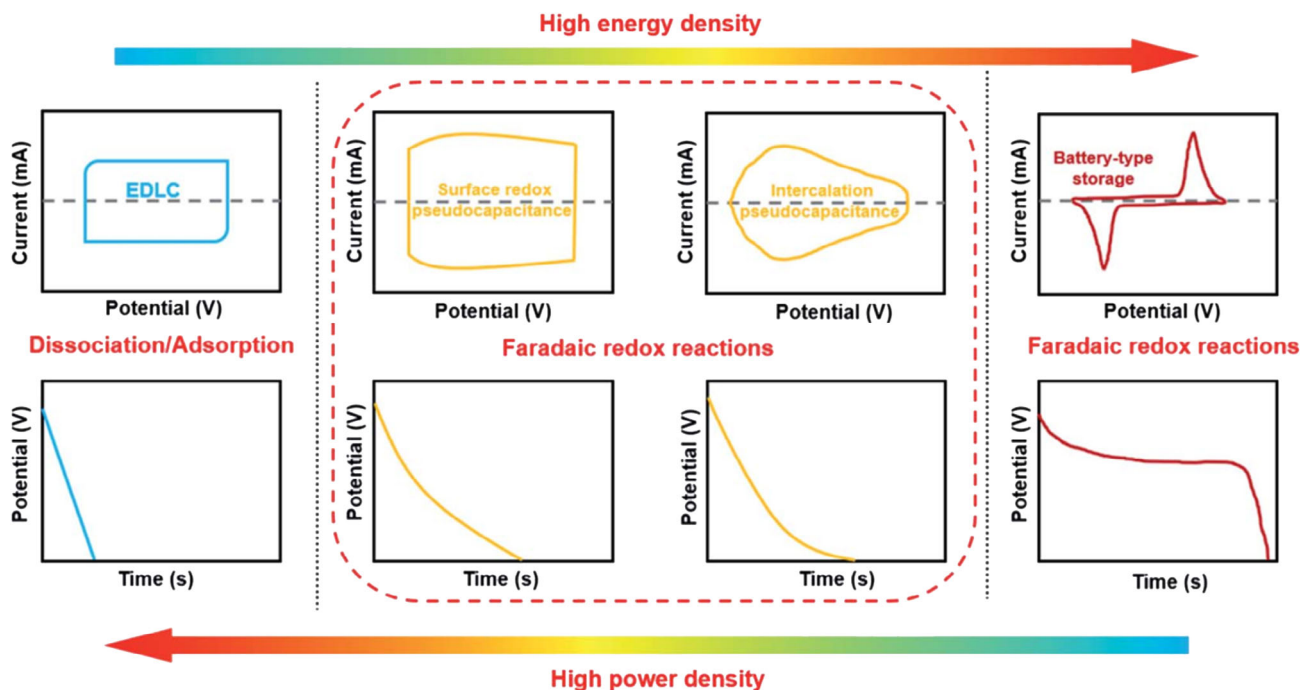 High energy density
Current (mA)
EDLC
Potential (V)
Current (mA)
Surface redox
pseudocapacitance
Potential (V)
Current (mA)
Intercalation
pseudocapacitance
Potential (V)
Current (mA)
Battery-type
storage
Potential (V)
Dissociation/Adsorption
Faradaic redox reactions
Faradaic redox reactions
Potential (V)
Time (s)
Potential (V)
Time (s)
Potential (V)
Time (s)
Potential (V)
Time (s)
High power density